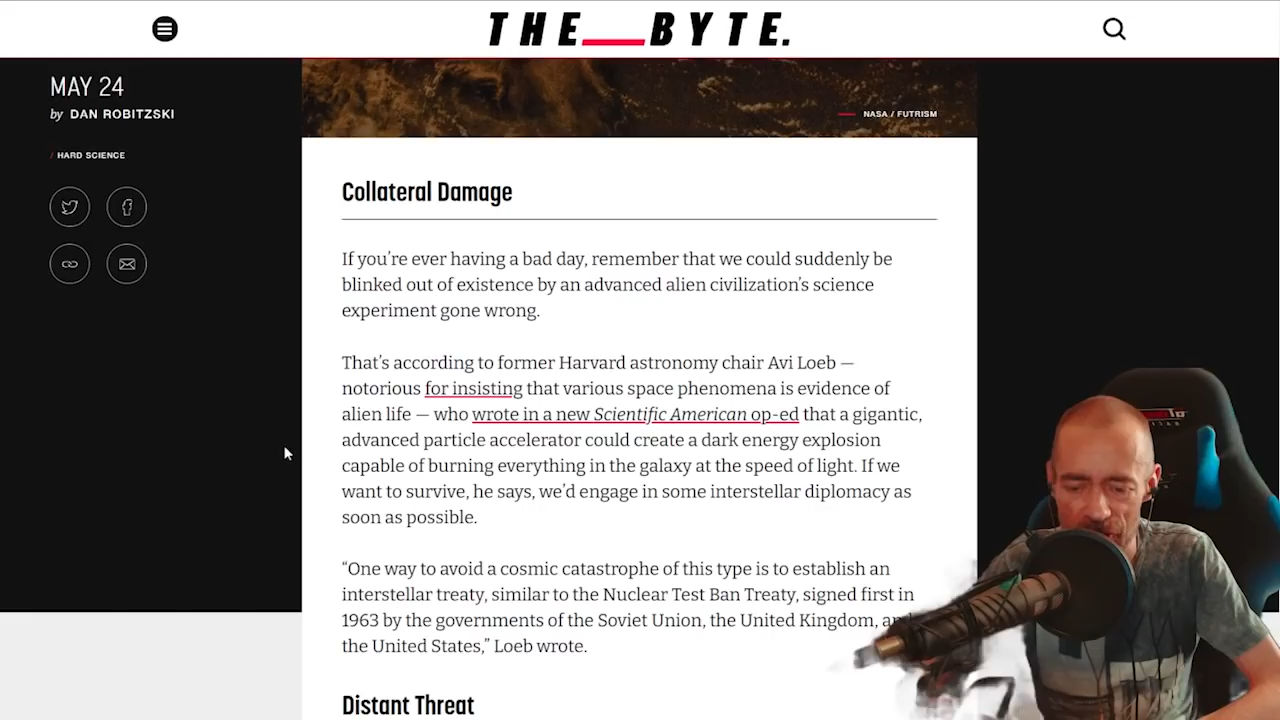 THE__BYTE.
MAY 24
by DAN ROBITZSKI
/ HARD SCIENCE
NASA / FUTRISM
Collateral Damage
If you're ever having a bad day, remember that we could suddenly be
blinked out of existence by an advanced alien civilization's science
experiment gone wrong.
That's according to former Harvard astronomy chair Avi Loeb —
notorious for insisting that various space phenomena is evidence of
alien life — who wrote in a new Scientific American op-ed that a gigantic,
advanced particle accelerator could create a dark energy explosion
capable of burning everything in the galaxy at the speed of light. If we
want to survive, he says, we'd engage in some interstellar diplomacy as
soon as possible.
“One way to avoid a cosmic catastrophe of this type is to establish an
interstellar treaty, similar to the Nuclear Test Ban Treaty, signed first in
1963 by the governments of the Soviet Union, the United Kingdom, and
the United States,” Loeb wrote.
Distant Threat